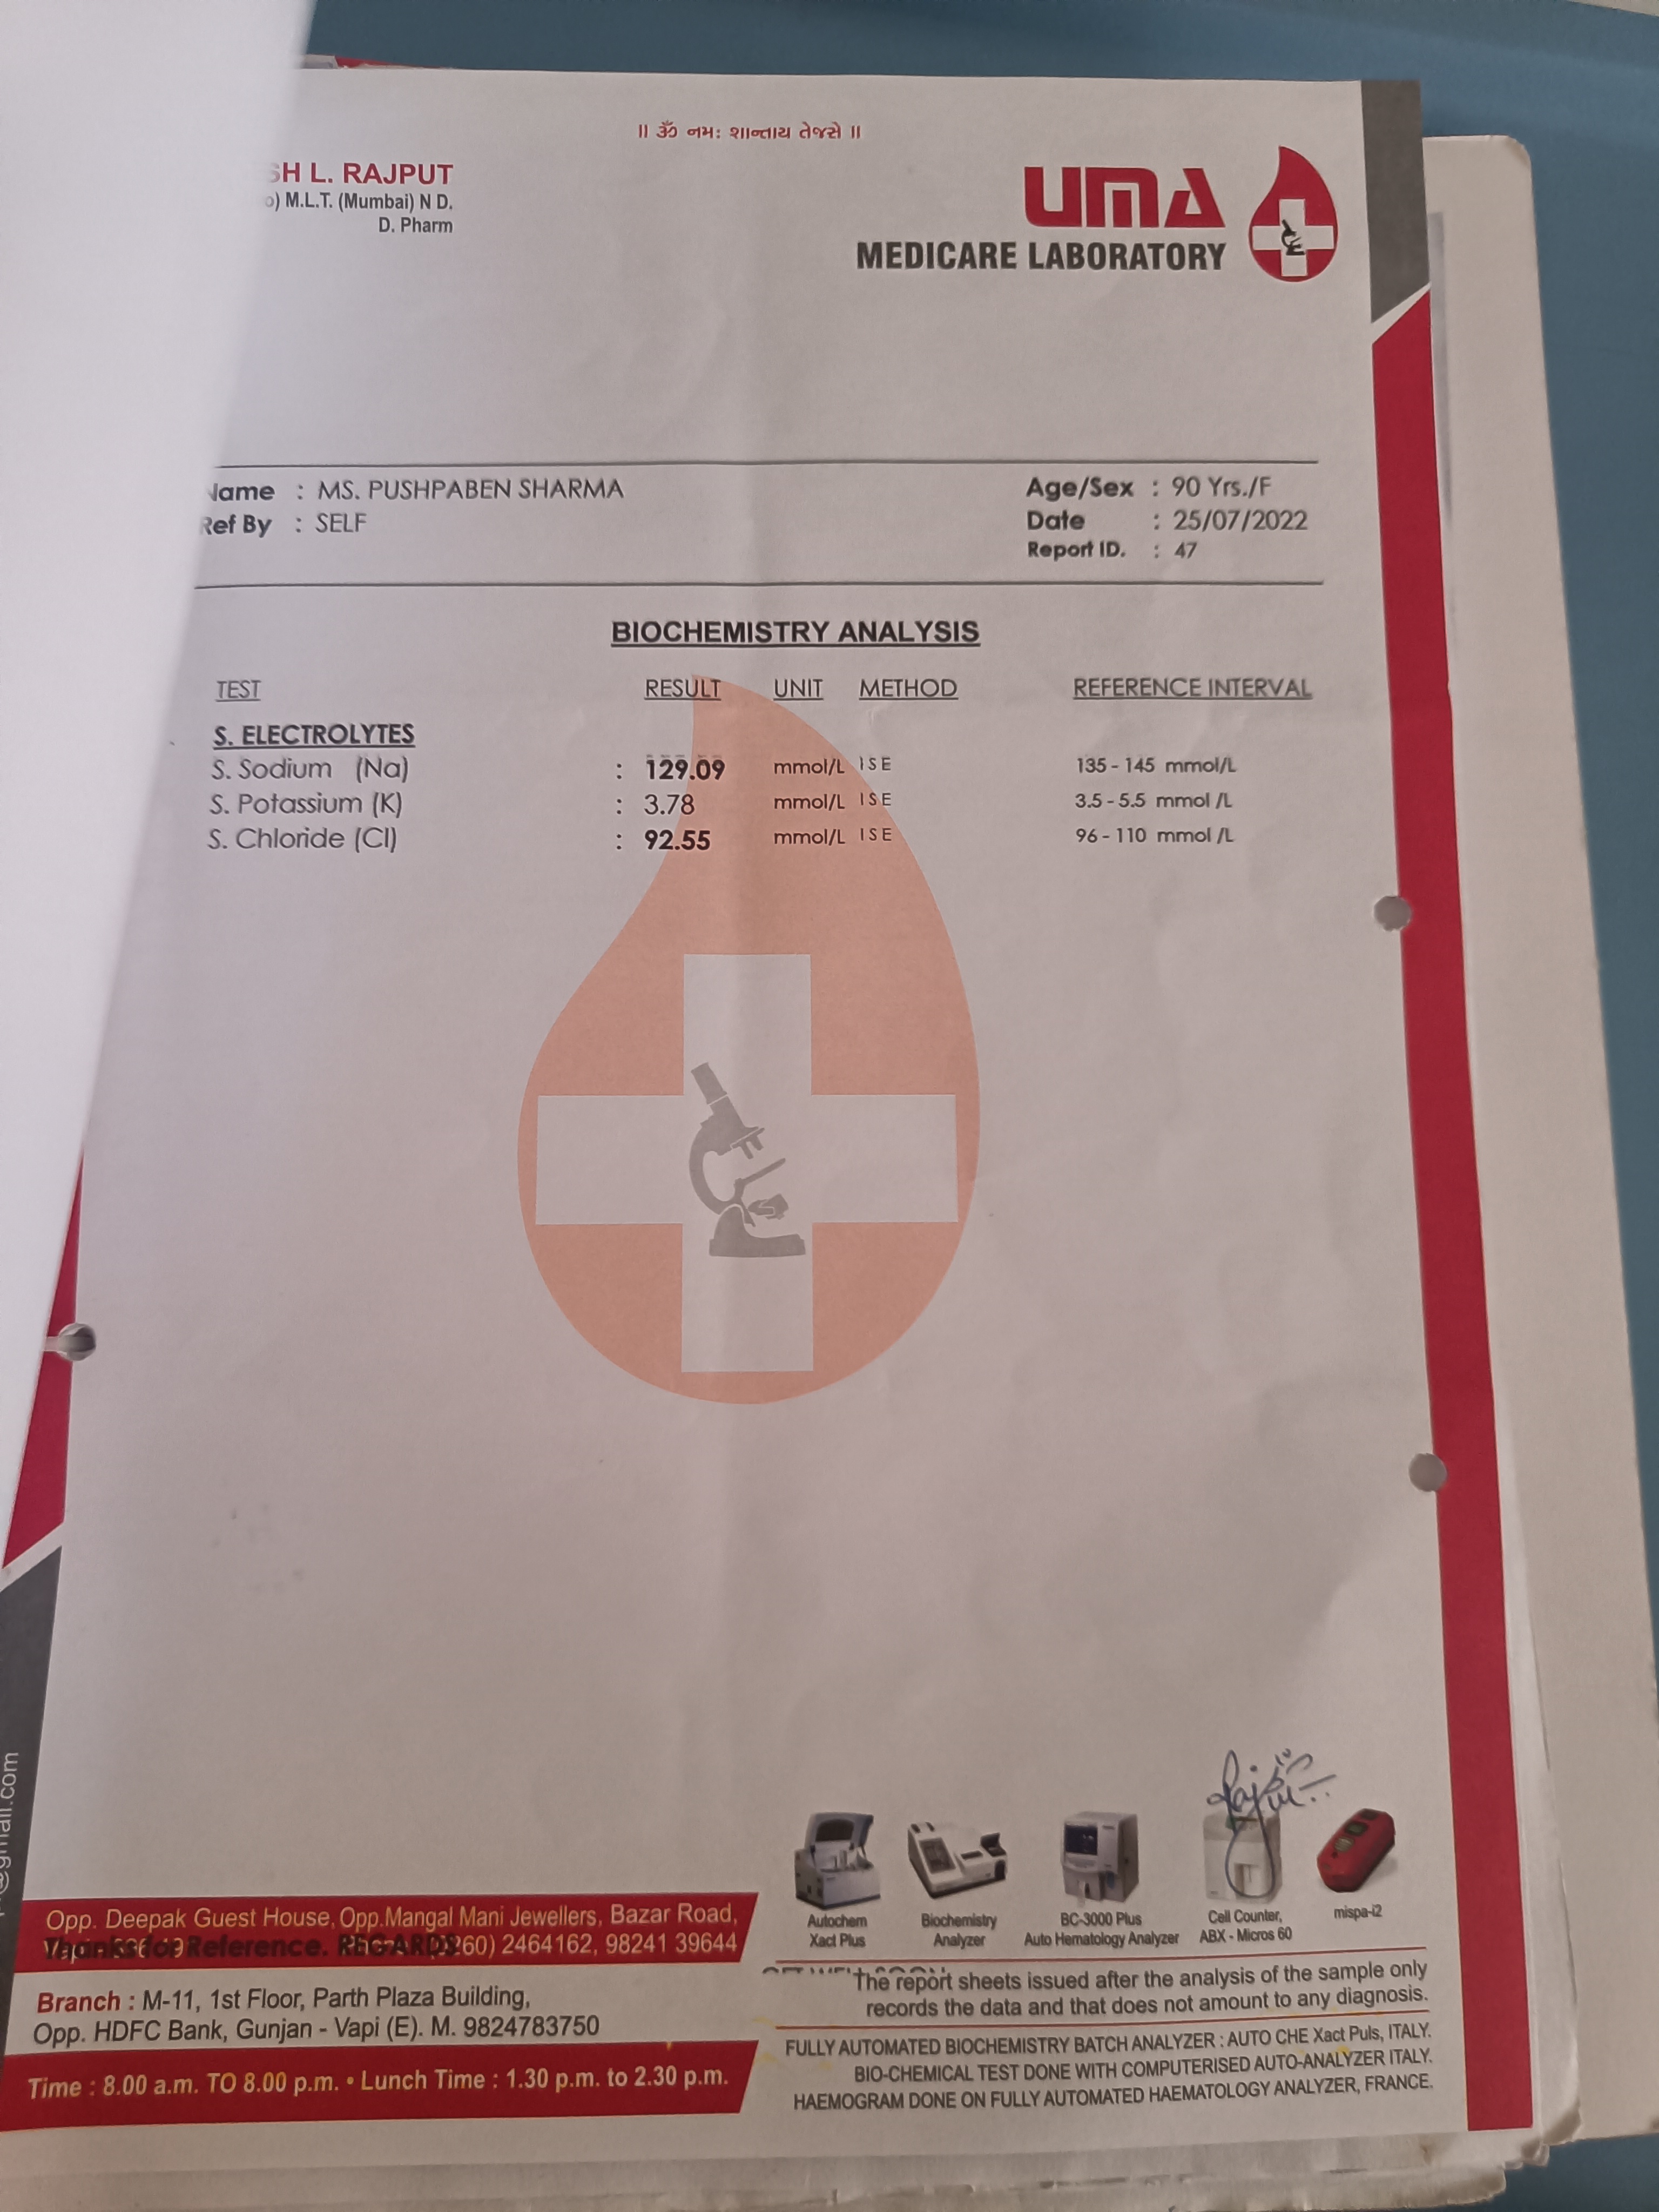 ॥ ॐ नमः शान्ताय तेजसे ॥
SH L. RAJPUT
M.L.T. (Mumbai) N D.
D. Pharm
UMA
MEDICARE LABORATORY
Name : MS. PUSHPABEN SHARMA
Ref By : SELF
Age/Sex : 90 Yrs./F
Date : 25/07/2022
Report ID. : 47
BIOCHEMISTRY ANALYSIS
TEST RESULT UNIT METHOD REFERENCE INTERVAL
S. ELECTROLYTES
S. Sodium (Na) : 129.09 mmol/L ISE 135 - 145 mmol/L
S. Potassium (K) : 3.78 mmol/L ISE 3.5 - 5.5 mmol /L
S. Chloride (Cl) : 92.55 mmol/L ISE 96 - 110 mmol /L
@gmail.com
Autochem Xact Plus
Biochemistry Analyzer
BC-3000 Plus Auto Hematology Analyzer
Cell Counter, ABX - Micros 60
mispa-i2
Opp. Deepak Guest House, Opp.Mangal Mani Jewellers, Bazar Road,
Thanks for Reference. REGARDS
2464162, 98241 39644
Branch : M-11, 1st Floor, Parth Plaza Building,
Opp. HDFC Bank, Gunjan - Vapi (E). M. 9824783750
Time : 8.00 a.m. TO 8.00 p.m. • Lunch Time : 1.30 p.m. to 2.30 p.m.
The report sheets issued after the analysis of the sample only
records the data and that does not amount to any diagnosis.
FULLY AUTOMATED BIOCHEMISTRY BATCH ANALYZER : AUTO CHE Xact Puls, ITALY.
BIO-CHEMICAL TEST DONE WITH COMPUTERISED AUTO-ANALYZER ITALY.
HAEMOGRAM DONE ON FULLY AUTOMATED HAEMATOLOGY ANALYZER, FRANCE.